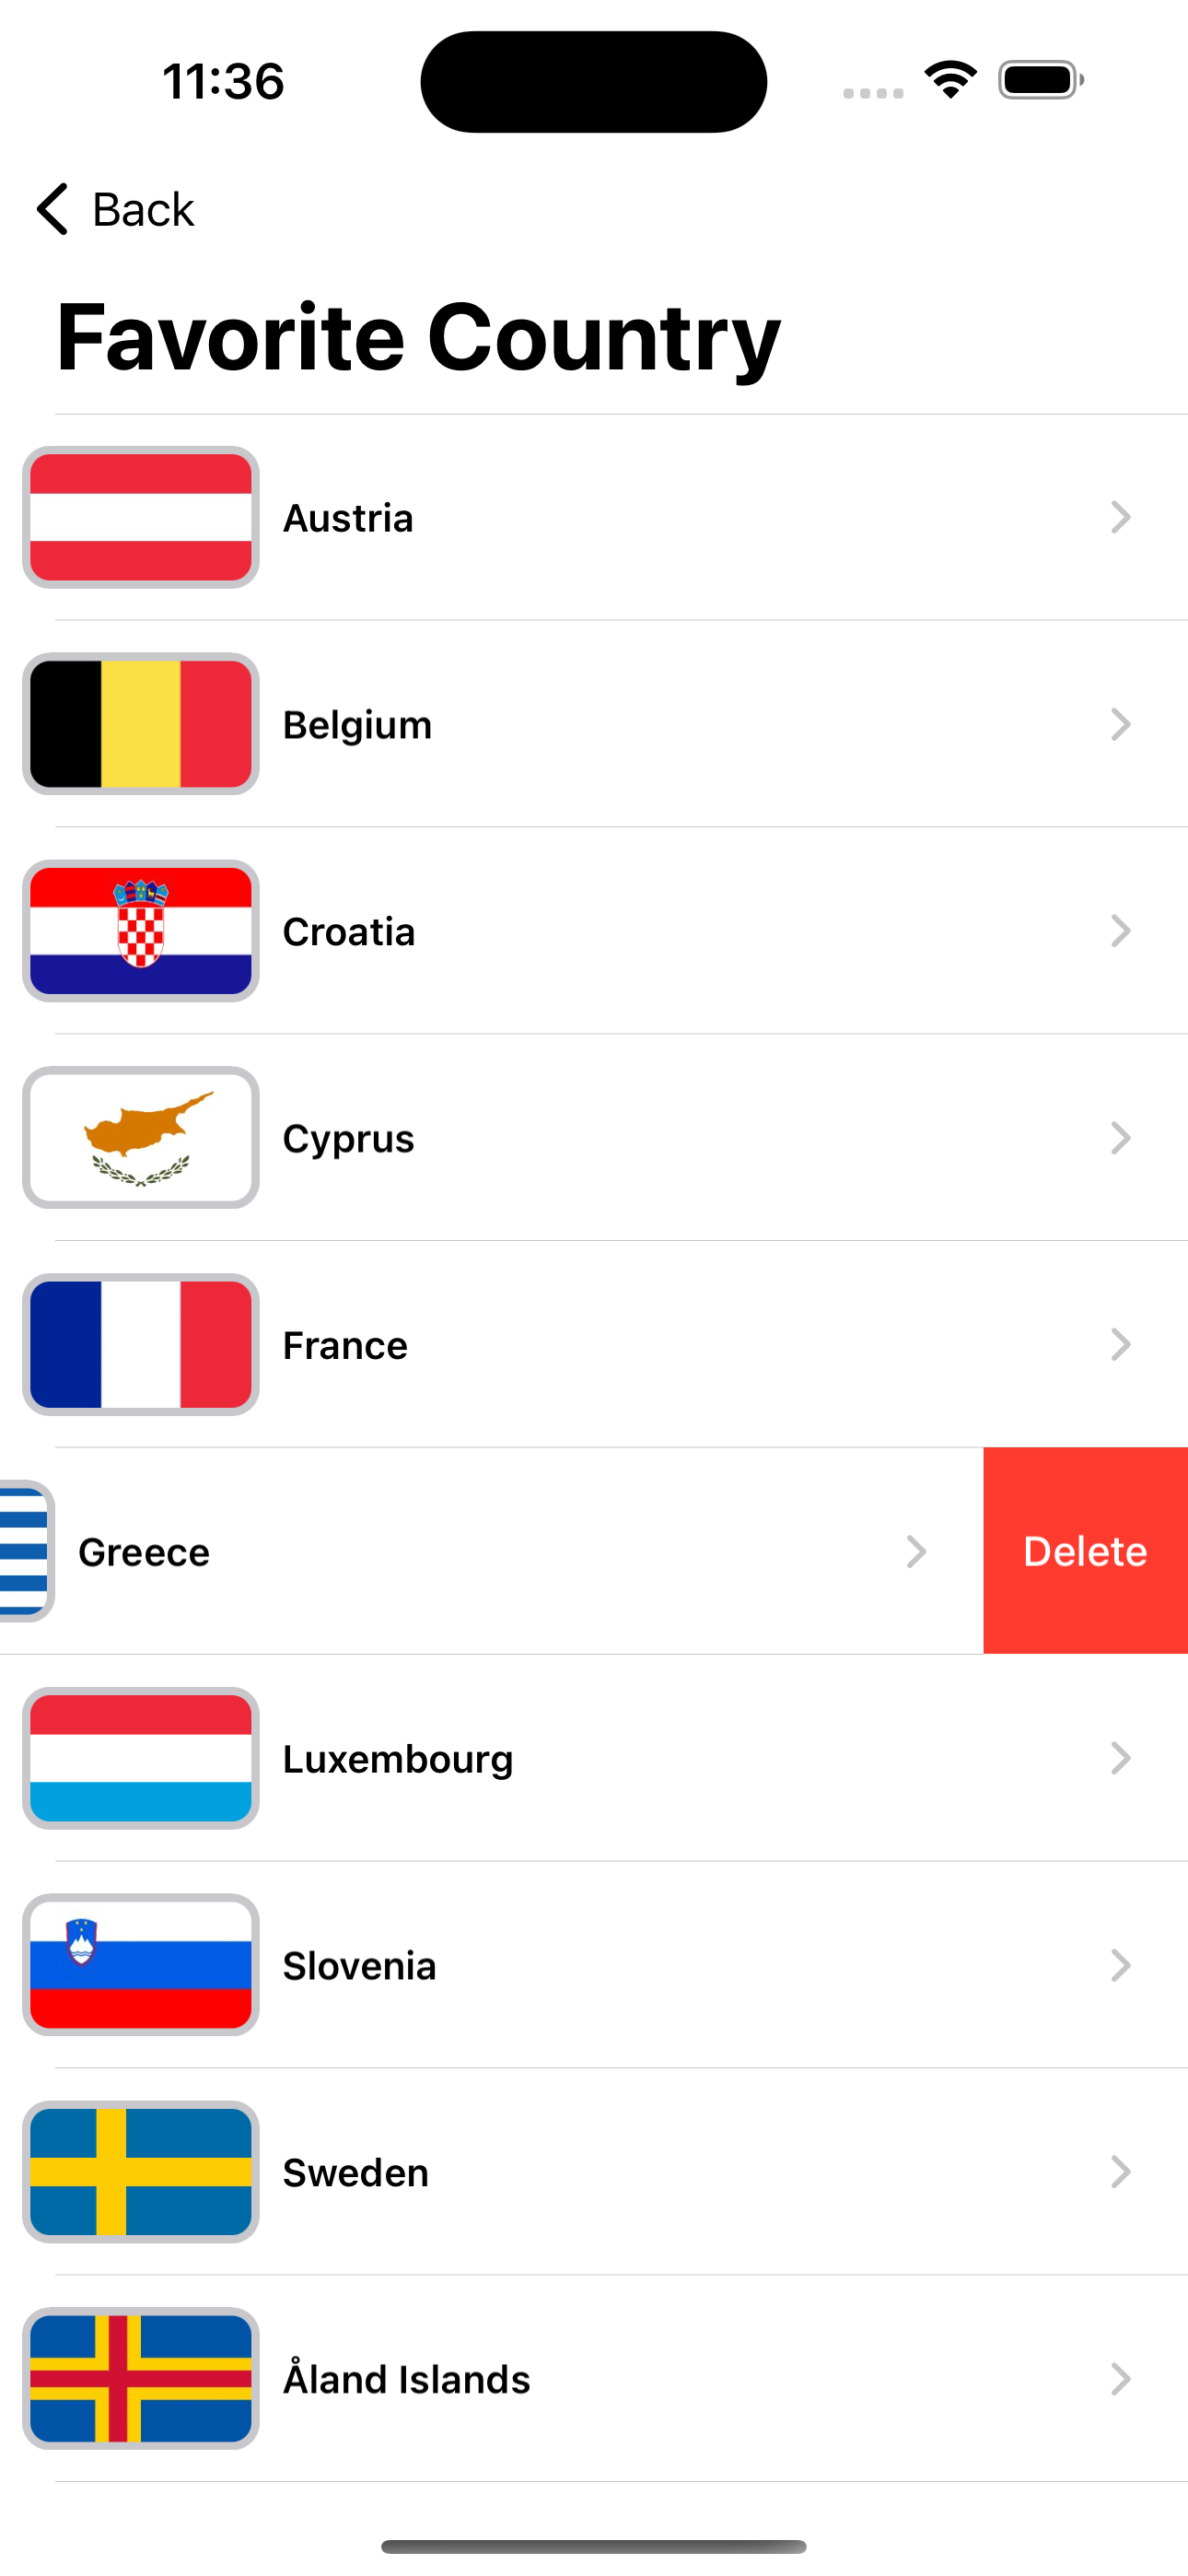 11:36
Back
Favorite Country
Austria
Belgium
Croatia
Cyprus
France
Greece
Delete
Luxembourg
Slovenia
Sweden
Åland Islands